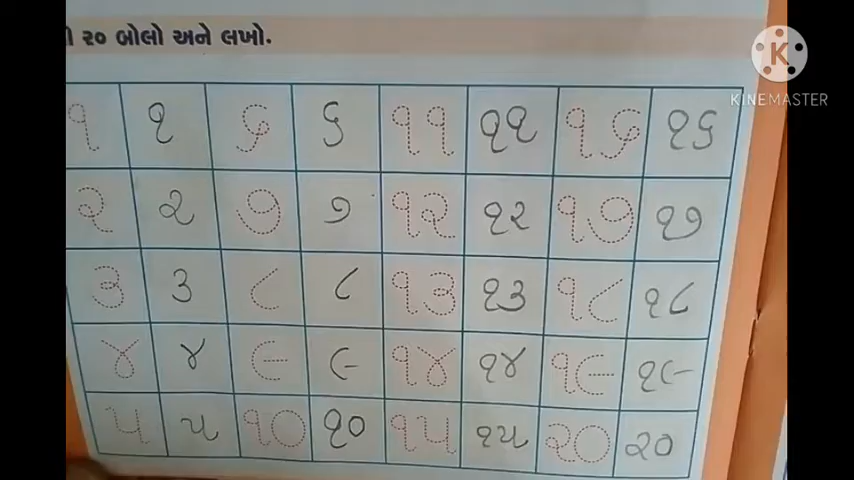 ૨૦ બોલો અને લખો.
K
KINEMASTER
૧ ૧ ૬ ૬ ૧૧ ૧૧ ૧૬ ૧૬
૨ ૨ ૭ ૭ ૧૨ ૧૨ ૧૭ ૧૭
૩ ૩ ૮ ૮ ૧૩ ૧૩ ૧૮ ૧૮
૪ ૪ ૯ ૯ ૧૪ ૧૪ ૧૯ ૧૯
૫ ૫ ૧૦ ૧૦ ૧૫ ૧૫ ૨૦ ૨૦